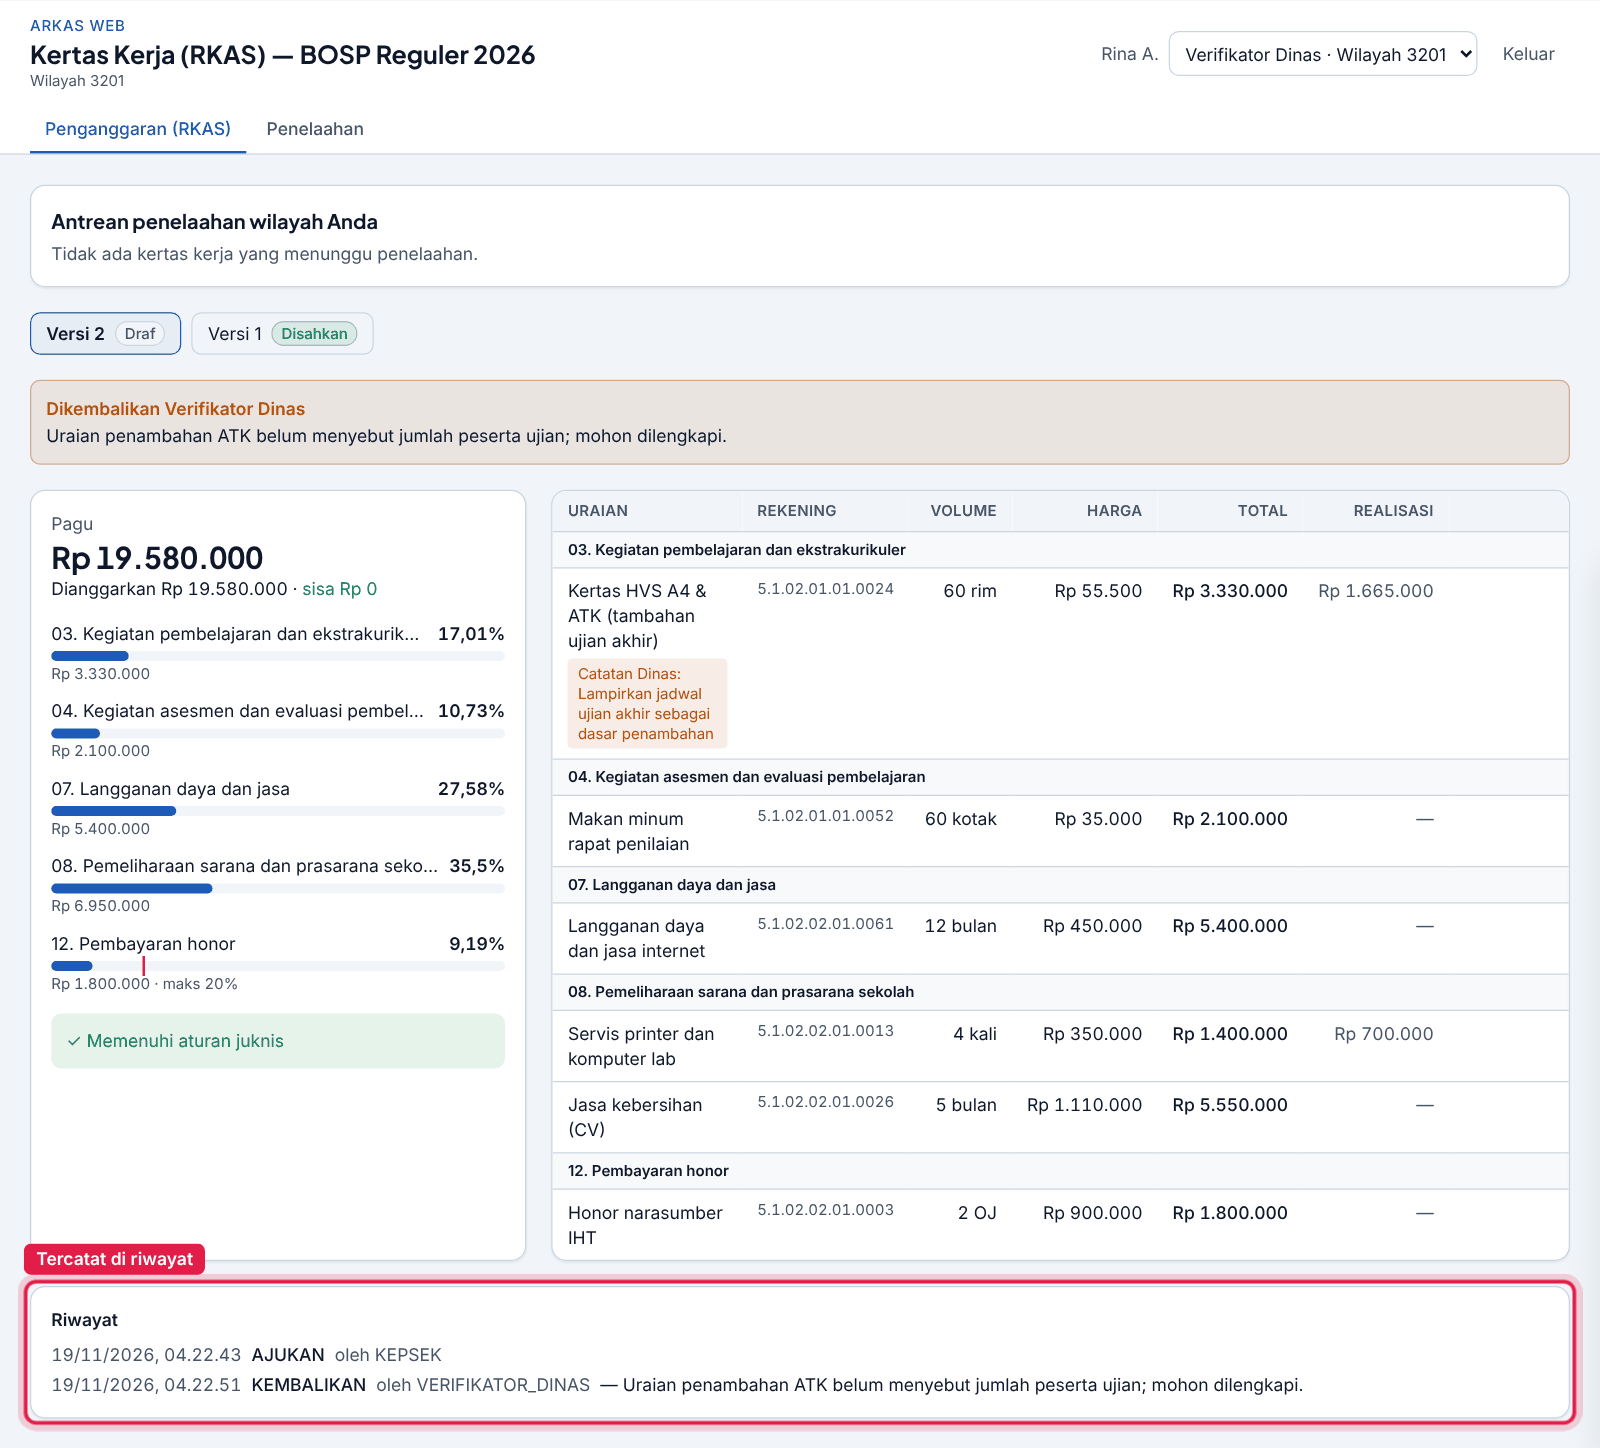 ARKAS WEB
Kertas Kerja (RKAS) — BOSP Reguler 2026
Wilayah 3201
Rina A.
Verifikator Dinas · Wilayah 3201
Keluar
Penganggaran (RKAS)
Penelaahan
Antrean penelaahan wilayah Anda
Tidak ada kertas kerja yang menunggu penelaahan.
Versi 2 Draf
Versi 1 Disahkan
Dikembalikan Verifikator Dinas
Uraian penambahan ATK belum menyebut jumlah peserta ujian; mohon dilengkapi.
Pagu
Rp 19.580.000
Dianggarkan Rp 19.580.000 · sisa Rp 0
03. Kegiatan pembelajaran dan ekstrakurik... 17,01%
Rp 3.330.000
04. Kegiatan asesmen dan evaluasi pembel... 10,73%
Rp 2.100.000
07. Langganan daya dan jasa 27,58%
Rp 5.400.000
08. Pemeliharaan sarana dan prasarana seko... 35,5%
Rp 6.950.000
12. Pembayaran honor 9,19%
Rp 1.800.000 · maks 20%
✓ Memenuhi aturan juknis
URAIAN REKENING VOLUME HARGA TOTAL REALISASI
03. Kegiatan pembelajaran dan ekstrakurikuler
Kertas HVS A4 & 5.1.02.01.01.0024 60 rim Rp 55.500 Rp 3.330.000 Rp 1.665.000
ATK (tambahan
ujian akhir)
Catatan Dinas:
Lampirkan jadwal
ujian akhir sebagai
dasar penambahan
04. Kegiatan asesmen dan evaluasi pembelajaran
Makan minum 5.1.02.01.01.0052 60 kotak Rp 35.000 Rp 2.100.000 —
rapat penilaian
07. Langganan daya dan jasa
Langganan daya 5.1.02.02.01.0061 12 bulan Rp 450.000 Rp 5.400.000 —
dan jasa internet
08. Pemeliharaan sarana dan prasarana sekolah
Servis printer dan 5.1.02.02.01.0013 4 kali Rp 350.000 Rp 1.400.000 Rp 700.000
komputer lab
Jasa kebersihan 5.1.02.02.01.0026 5 bulan Rp 1.110.000 Rp 5.550.000 —
(CV)
12. Pembayaran honor
Honor narasumber 5.1.02.02.01.0003 2 OJ Rp 900.000 Rp 1.800.000 —
IHT
Tercatat di riwayat
Riwayat
19/11/2026, 04.22.43 AJUKAN oleh KEPSEK
19/11/2026, 04.22.51 KEMBALIKAN oleh VERIFIKATOR_DINAS — Uraian penambahan ATK belum menyebut jumlah peserta ujian; mohon dilengkapi.